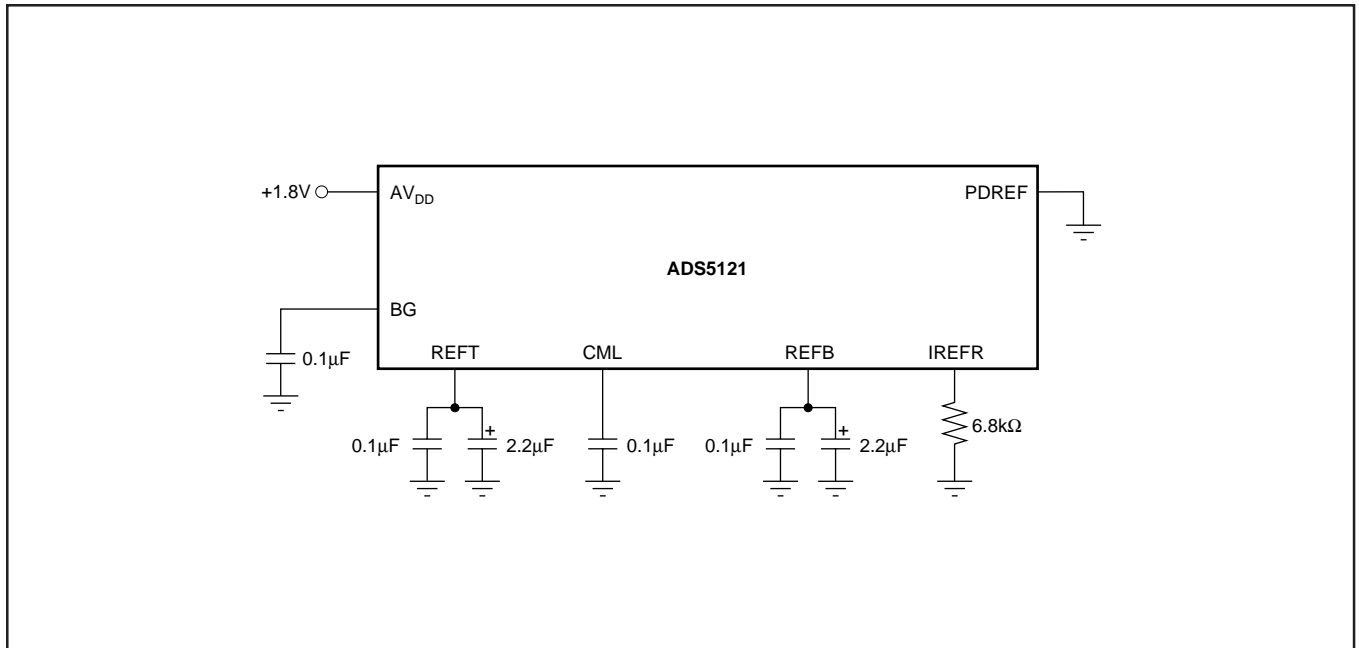 +1.8V
AVDD
PDREF
ADS5121
BG
0.1µF
REFT
CML
REFB
IREFR
0.1µF
+
2.2µF
0.1µF
0.1µF
+
2.2µF
6.8kΩ